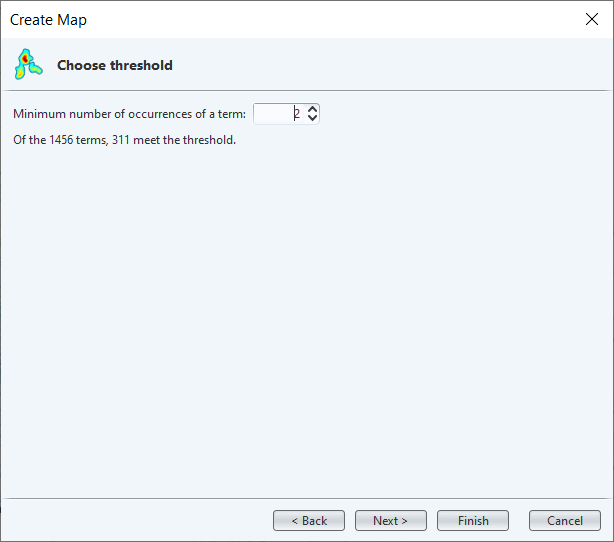 Create Map
Choose threshold
Minimum number of occurrences of a term: 2
Of the 1456 terms, 311 meet the threshold.
< Back Next > Finish Cancel